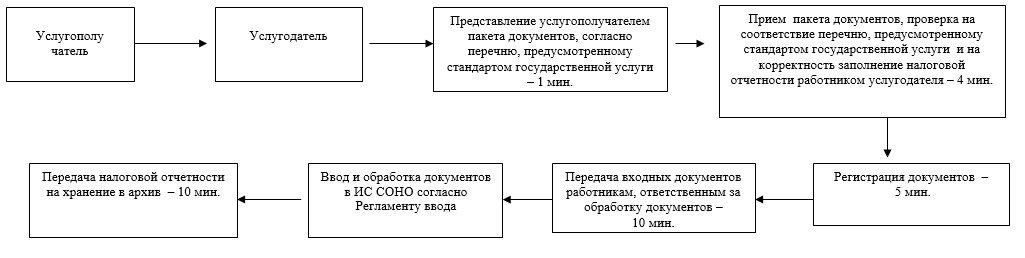 Услугополу
чатель
Услугодатель
Представление услугополучателем
пакета документов, согласно
перечню, предусмотренному
стандартом государственной услуги
– 1 мин.
Прием пакета документов, проверка на
соответствие перечню, предусмотренному
стандартом государственной услуги и на
корректность заполнение налоговой
отчетности работником услугодателя – 4 мин.
Регистрация документов –
5 мин.
Передача входных документов
работникам, ответственным за
обработку документов –
10 мин.
Ввод и обработка документов
в ИС СОНО согласно
Регламенту ввода
Передача налоговой отчетности
на хранение в архив – 10 мин.